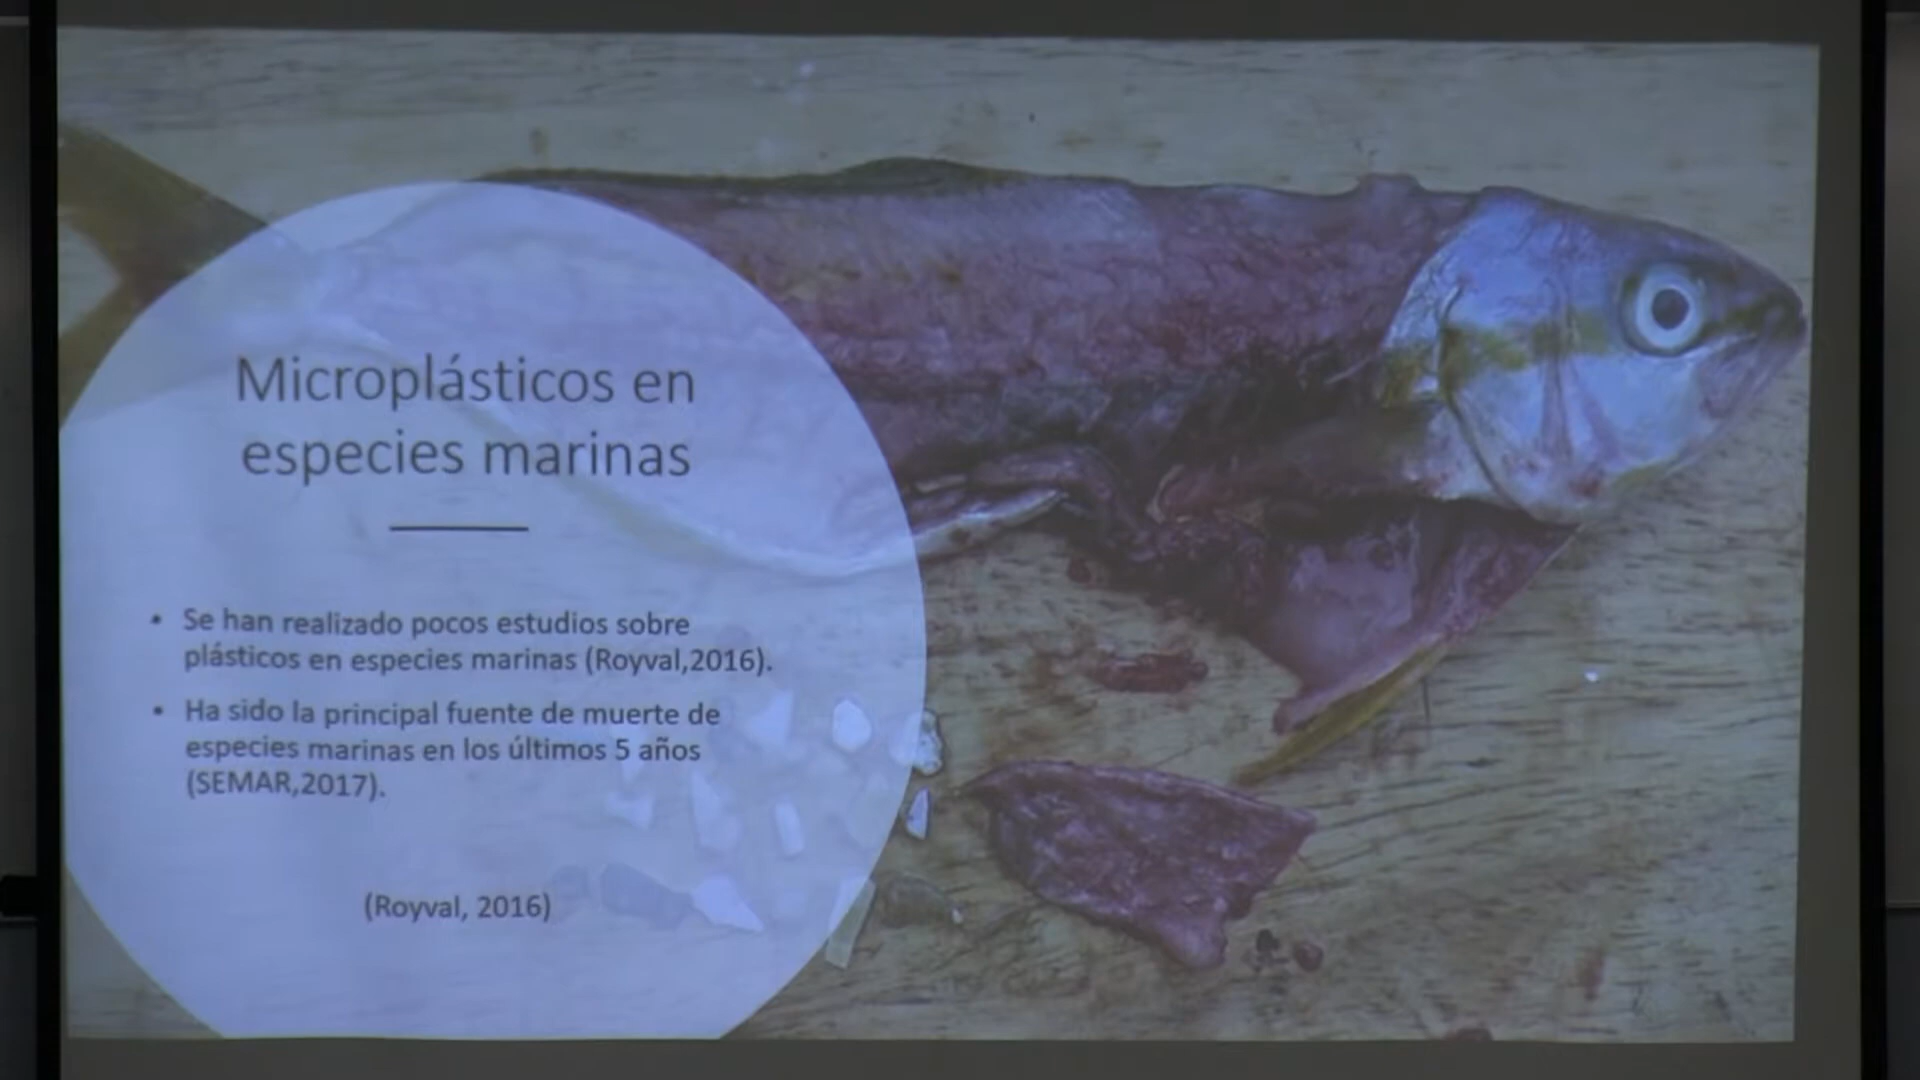 Microplásticos en
especies marinas
• Se han realizado pocos estudios sobre
plásticos en especies marinas (Royval,2016).
• Ha sido la principal fuente de muerte de
especies marinas en los últimos 5 años
(SEMAR,2017).
(Royval, 2016)